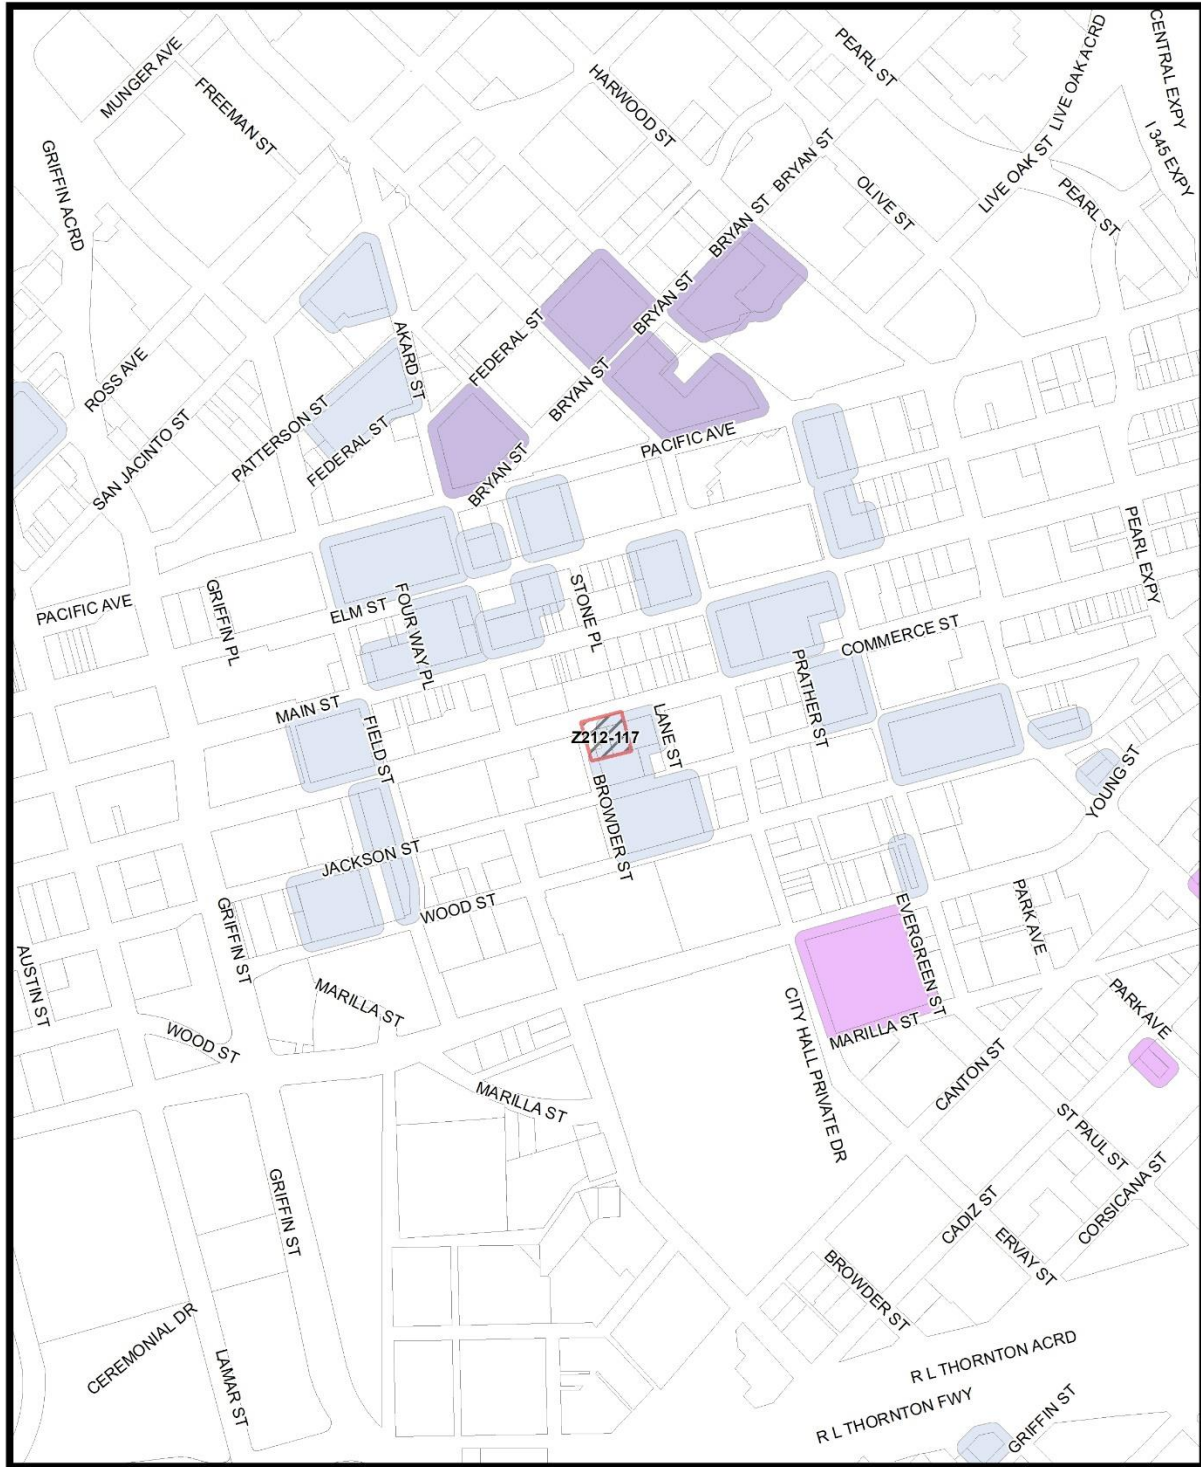 CENTRAL EXPY
PEARL ST
LIVE OAK ACRD
MUNGER AVE
HARWOOD ST
FREEMAN ST
I 345 EXPY
BRYAN ST
LIVE OAK ST
GRIFFIN ACRD
OLIVE ST
PEARL ST
BRYAN ST
BRYAN ST
FEDERAL ST
AKARD ST
ROSS AVE
BRYAN ST
PATTERSON ST
SAN JACINTO ST
FEDERAL ST
PACIFIC AVE
BRYAN ST
PEARL EXPY
PACIFIC AVE
GRIFFIN PL
ELM ST
FOUR WAY PL
STONE PL
COMMERCE ST
PRATHER ST
MAIN ST
FIELD ST
Z212-117
LANE ST
YOUNG ST
BROWDER ST
JACKSON ST
WOOD ST
GRIFFIN ST
EVERGREEN ST
PARK AVE
AUSTIN ST
MARILLA ST
CITY HALL PRIVATE DR
MARILLA ST
PARK AVE
WOOD ST
CANTON ST
MARILLA ST
ST PAUL ST
GRIFFIN ST
CADIZ ST
CORSICANA ST
ERVAY ST
BROWDER ST
CEREMONIAL DR
LAMAR ST
R L THORNTON ACRD
R L THORNTON FWY
GRIFFIN ST